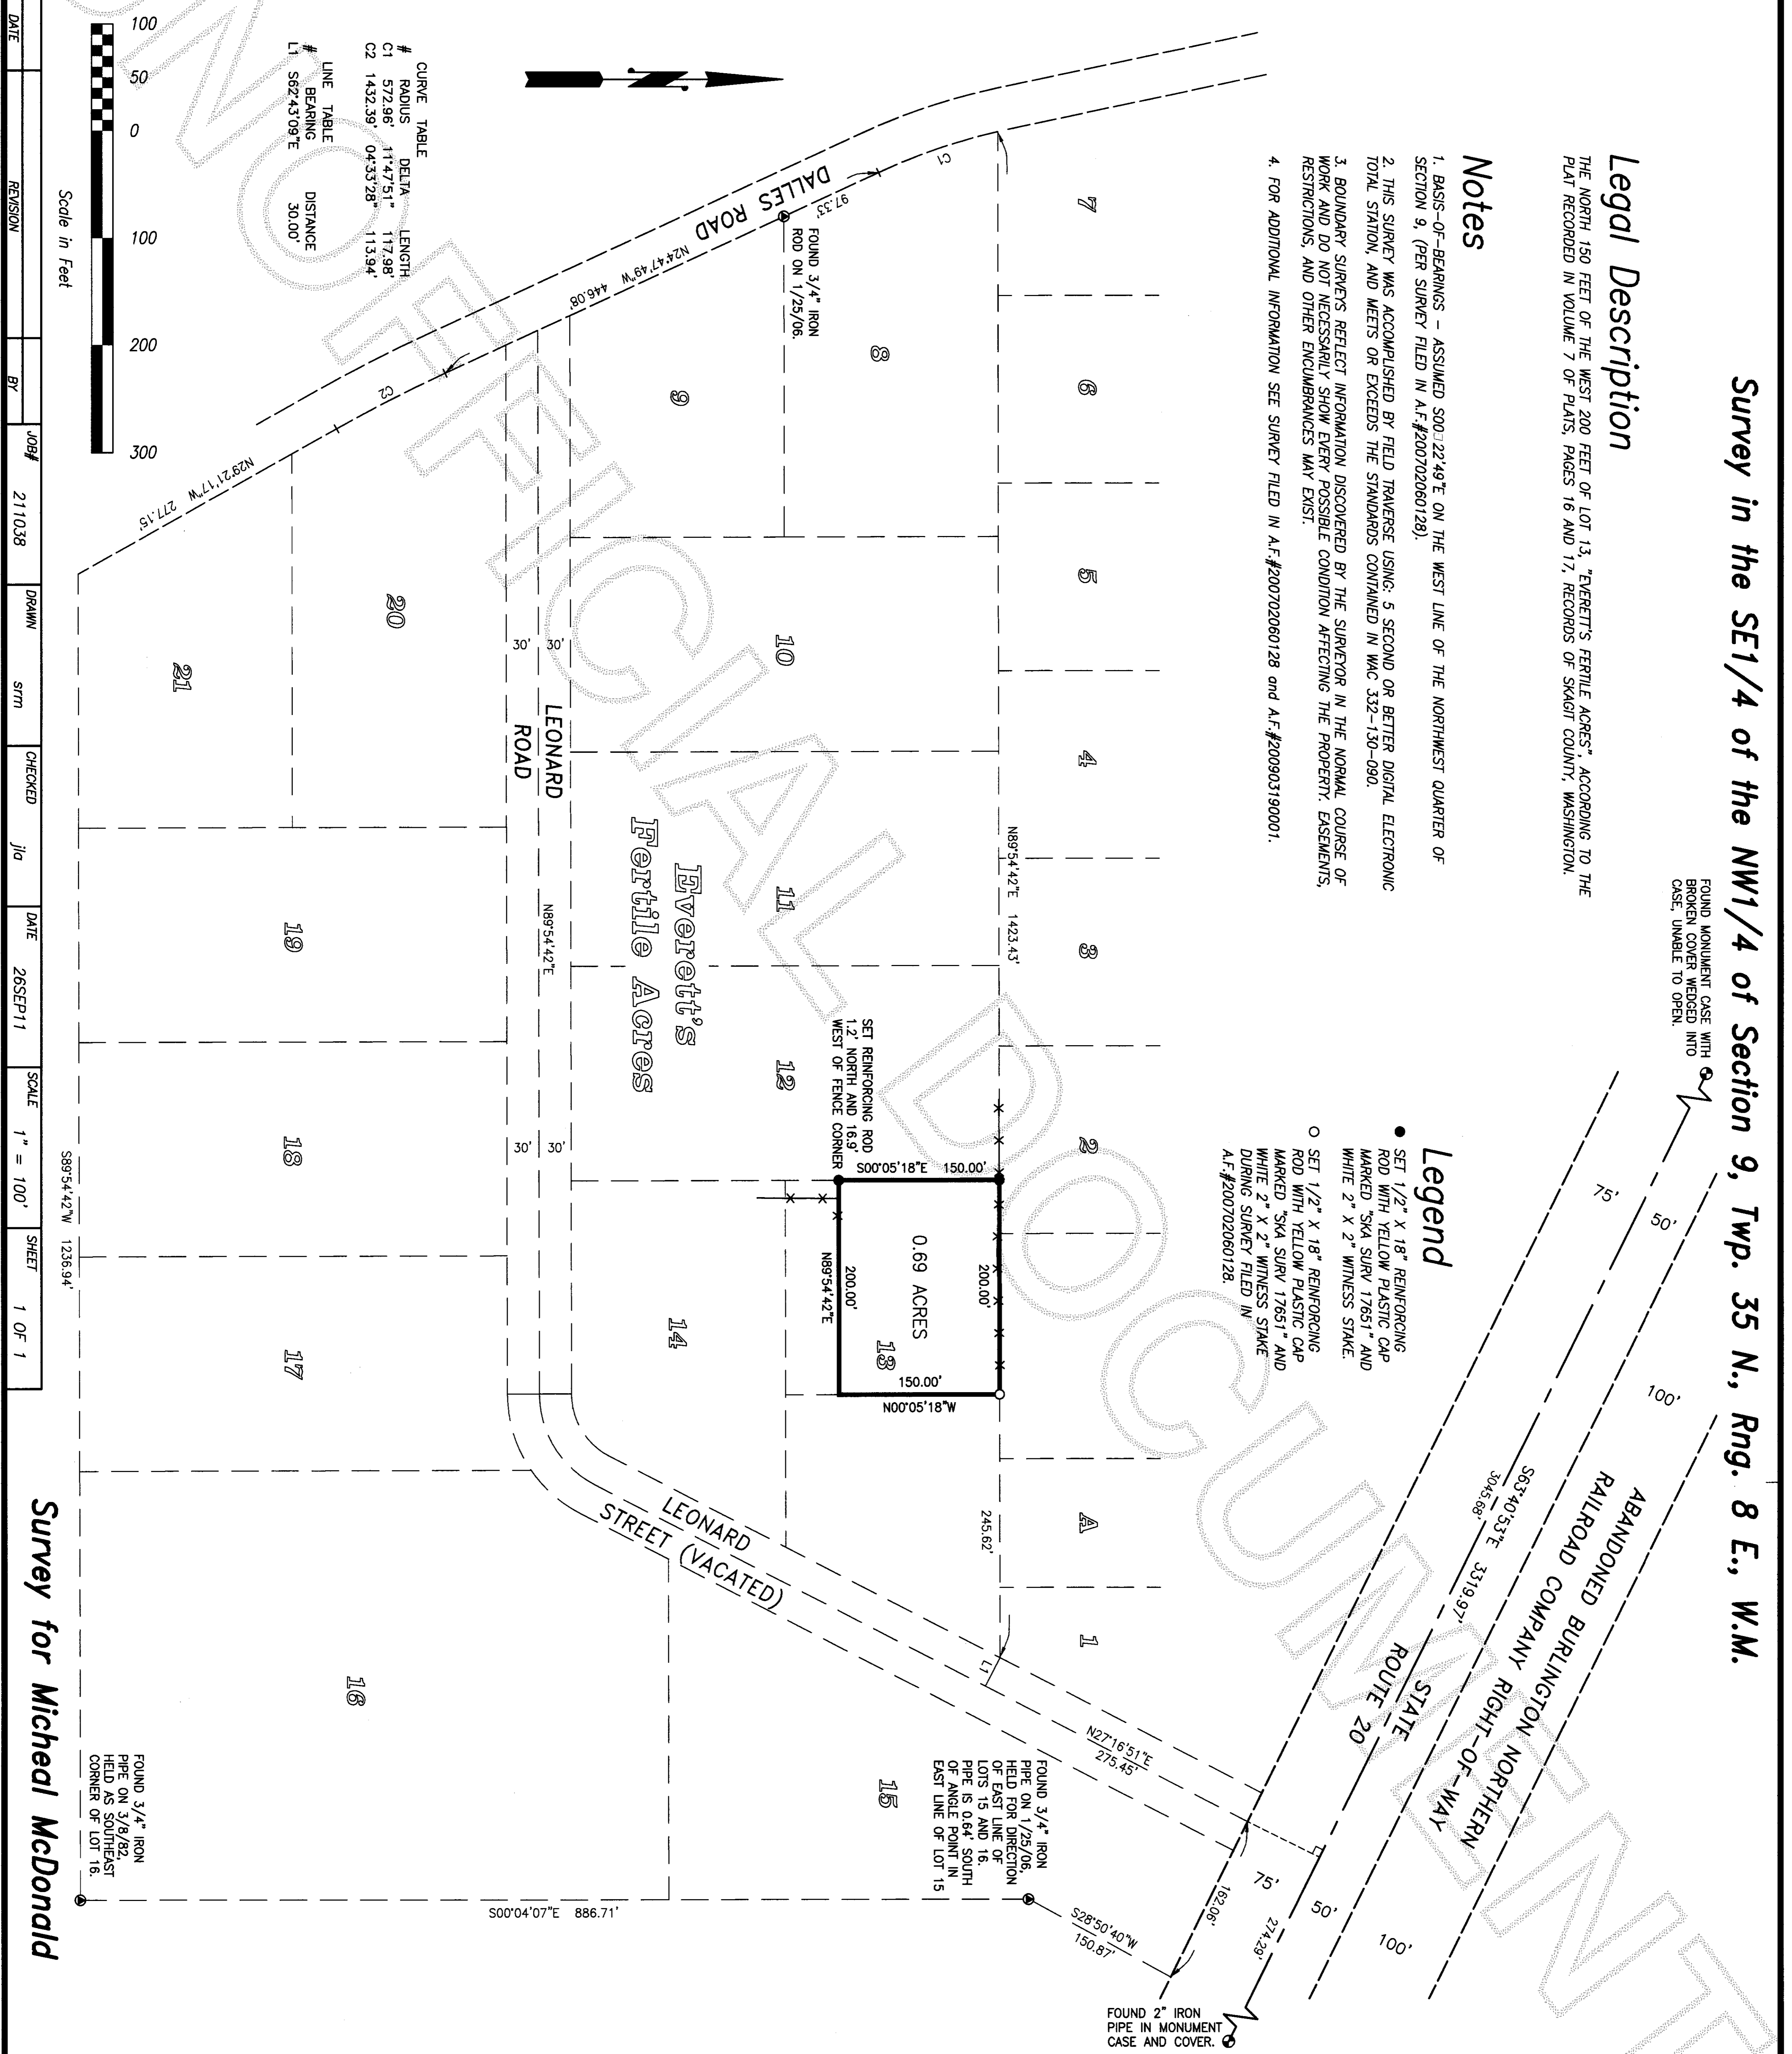 Survey in the SE1/4 of the NW1/4 of Section 9, Twp. 35 N., Rng. 8 E., W.M.
Legal Description
THE NORTH 150 FEET OF THE WEST 200 FEET OF LOT 13, "EVERETT'S FERTILE ACRES", ACCORDING TO THE
PLAT RECORDED IN VOLUME 7 OF PLATS, PAGES 16 AND 17, RECORDS OF SKAGIT COUNTY, WASHINGTON.
Notes
1. BASIS-OF-BEARINGS - ASSUMED S00□22'49"E ON THE WEST LINE OF THE NORTHWEST QUARTER OF
SECTION 9, (PER SURVEY FILED IN A.F.#200702060128).
2. THIS SURVEY WAS ACCOMPLISHED BY FIELD TRAVERSE USING: 5 SECOND OR BETTER DIGITAL ELECTRONIC
TOTAL STATION, AND MEETS OR EXCEEDS THE STANDARDS CONTAINED IN WAC 332-130-090.
3. BOUNDARY SURVEYS REFLECT INFORMATION DISCOVERED BY THE SURVEYOR IN THE NORMAL COURSE OF
WORK AND DO NOT NECESSARILY SHOW EVERY POSSIBLE CONDITION AFFECTING THE PROPERTY. EASEMENTS,
RESTRICTIONS, AND OTHER ENCUMBRANCES MAY EXIST.
4. FOR ADDITIONAL INFORMATION SEE SURVEY FILED IN A.F.#200702060128 and A.F.#200903190001.
FOUND MONUMENT CASE WITH
BROKEN COVER WEDGED INTO
CASE, UNABLE TO OPEN.
Legend
SET 1/2" X 18" REINFORCING
ROD WITH YELLOW PLASTIC CAP
MARKED "SKA SURV 17651" AND
WHITE 2" X 2" WITNESS STAKE.
SET 1/2" X 18" REINFORCING
ROD WITH YELLOW PLASTIC CAP
MARKED "SKA SURV 17651" AND
WHITE 2" X 2" WITNESS STAKE
DURING SURVEY FILED IN
A.F.#200702060128.
75'
50'
100'
S63°40'53"E 3319.97'
3045.68'
ABANDONED BURLINGTON NORTHERN
RAILROAD COMPANY RIGHT-OF-WAY
STATE
ROUTE 20
75'
50'
100'
162.06'
274.29'
FOUND 2" IRON
PIPE IN MONUMENT
CASE AND COVER.
7
6
5
4
3
2
A
1
N89°54'42"E 1423.43'
245.62'
L1
N27°16'51"E
275.45'
S28°50'40"W
150.87'
C1
97.33'
DALLES ROAD
FOUND 3/4" IRON
ROD ON 1/25/06.
N24°47'49"W
446.08'
8
9
10
11
12
Everett's
Fertile Acres
SET REINFORCING ROD
1.2' NORTH AND 16.9'
WEST OF FENCE CORNER
S00°05'18"E 150.00'
200.00'
0.69 ACRES
13
150.00'
N00°05'18"W
200.00'
N89°54'42"E
14
LEONARD
STREET (VACATED)
15
FOUND 3/4" IRON
PIPE ON 1/25/06,
HELD FOR DIRECTION
OF EAST LINE OF
LOTS 15 AND 16.
PIPE IS 0.64' SOUTH
OF ANGLE POINT IN
EAST LINE OF LOT 15
LEONARD
ROAD
30'
30'
N89°54'42"E
30'
30'
C2
N29°21'17"W
277.15'
20
21
19
18
17
16
S00°04'07"E 886.71'
S89°54'42"W 1236.94'
FOUND 3/4" IRON
PIPE ON 3/8/82,
HELD AS SOUTHEAST
CORNER OF LOT 16.
CURVE TABLE
# RADIUS DELTA LENGTH
C1 572.96' 11°47'51" 117.98'
C2 1432.39' 04°33'28" 113.94'
LINE TABLE
# BEARING DISTANCE
L1 S62°43'09"E 30.00'
100 50 0 100 200 300
Scale in Feet
DATE REVISION BY
JOB# 211038
DRAWN srm
CHECKED jla
DATE 26SEP11
SCALE 1" = 100'
SHEET 1 OF 1
Survey for Micheal McDonald
UNOFFICIAL DOCUMENT